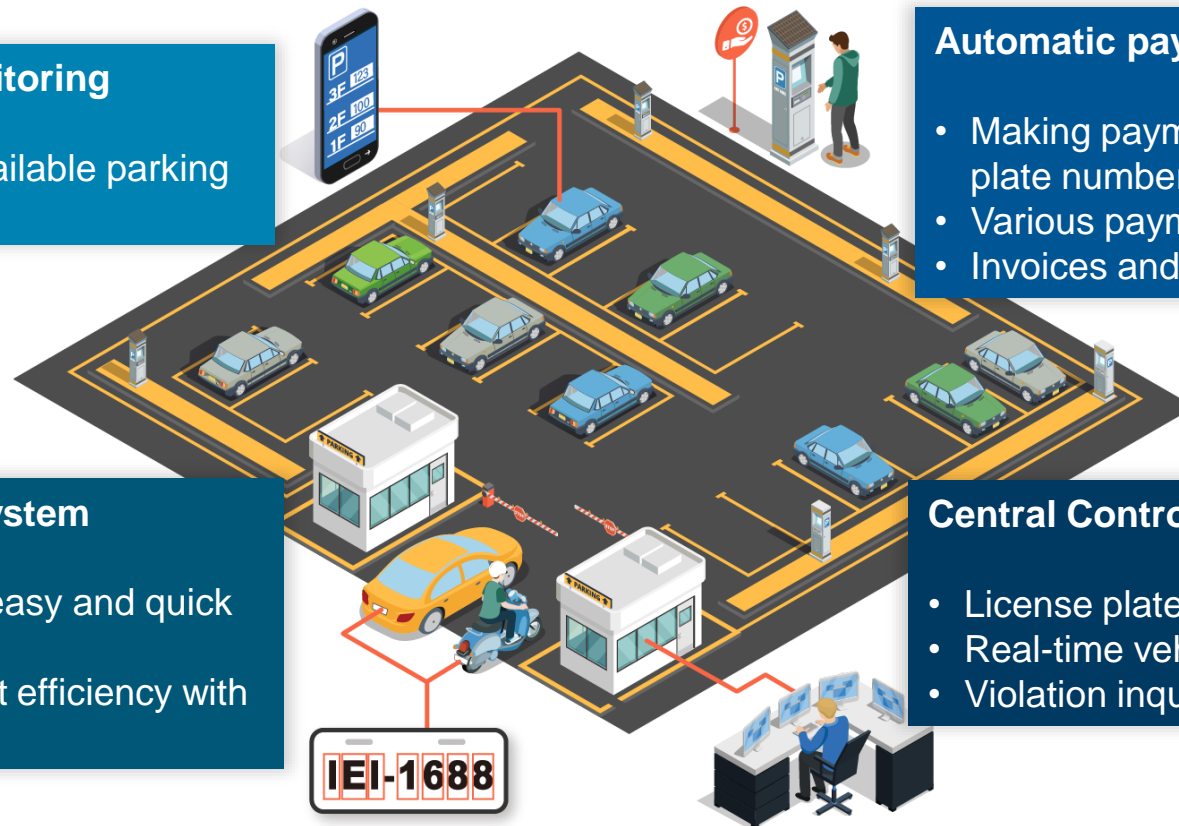 P
3F 123
2F 100
1F 90
itoring
ailable parking
P
Automatic pay
• Making paym
plate number
• Various paym
• Invoices and
PARKING
ystem
easy and quick
t efficiency with
PARKING
IEI-1688
Central Contro
• License plate
• Real-time veh
• Violation inqu